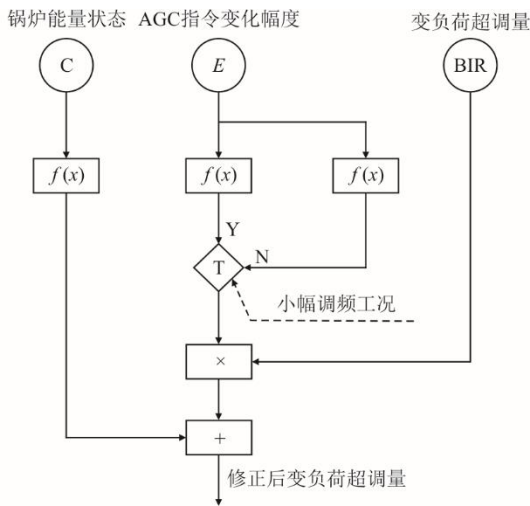 锅炉能量状态 AGC指令变化幅度 变负荷超调量
C E BIR
f(x) f(x) f(x)
Y
T N
小幅调频工况
×
+
修正后变负荷超调量